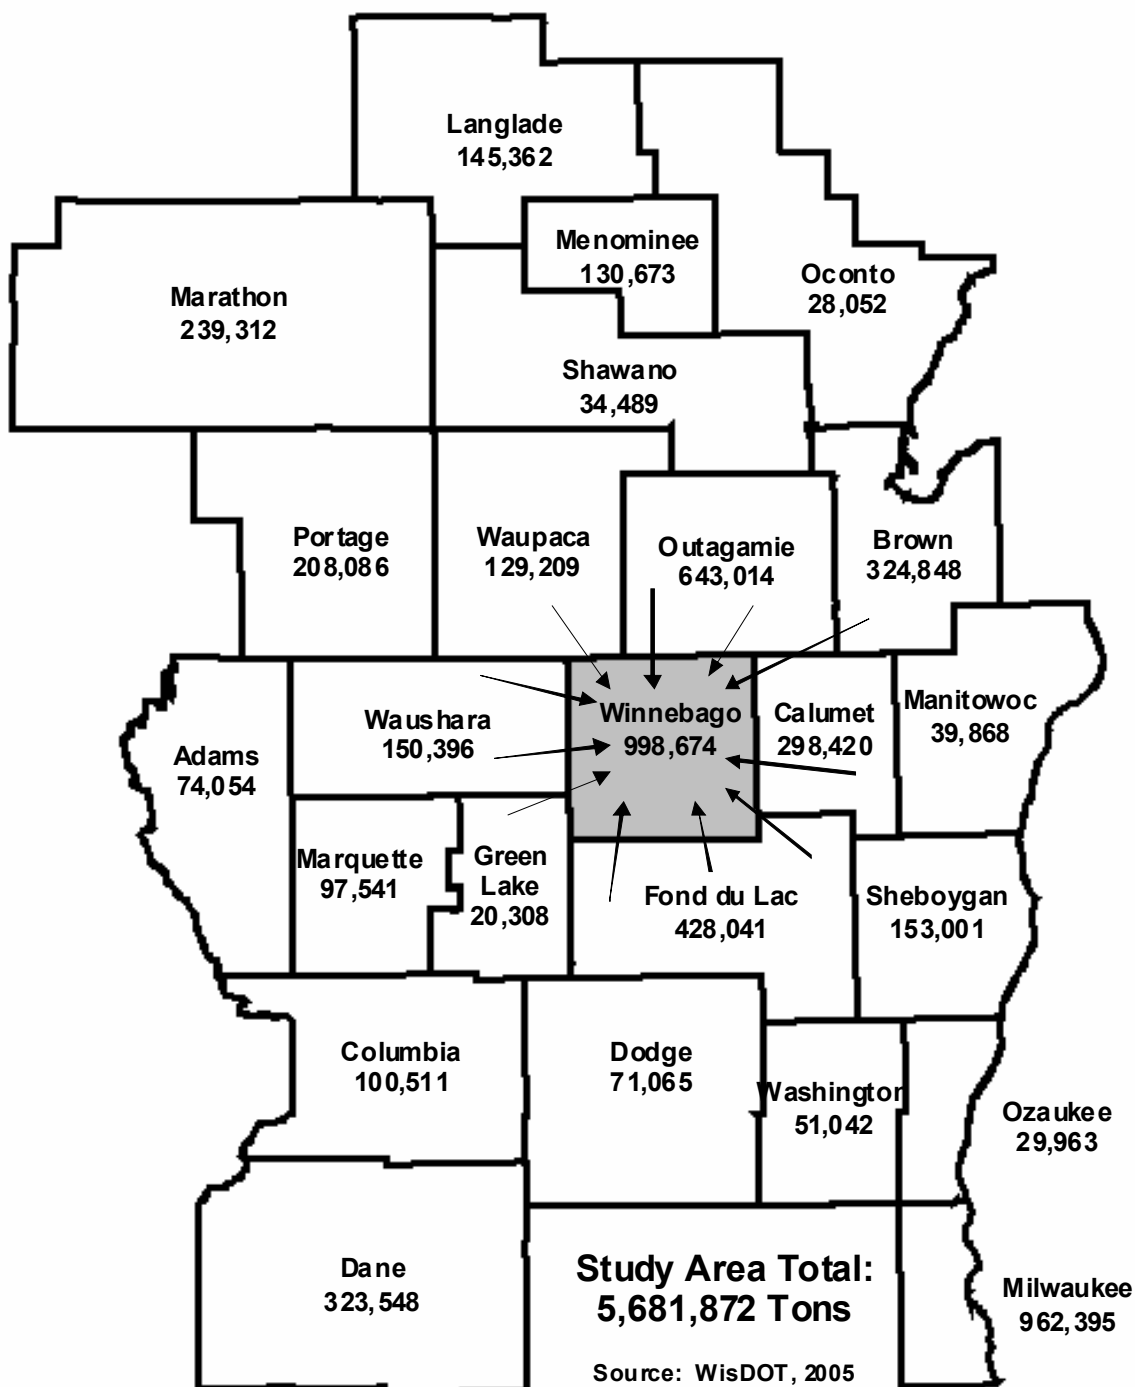 Langlade
145,362
Menominee
130,673
Oconto
28,052
Marathon
239,312
Shawano
34,489
Portage
208,086
Waupaca
129,209
Outagamie
643,014
Brown
324,848
Waushara
150,396
Winnebago
998,674
Calumet
298,420
Manitowoc
39,868
Adams
74,054
Marquette
97,541
Green
Lake
20,308
Fond du Lac
428,041
Sheboygan
153,001
Columbia
100,511
Dodge
71,065
Washington
51,042
Ozaukee
29,963
Dane
323,548
Study Area Total:
5,681,872 Tons
Milwaukee
962,395
Source: WisDOT, 2005